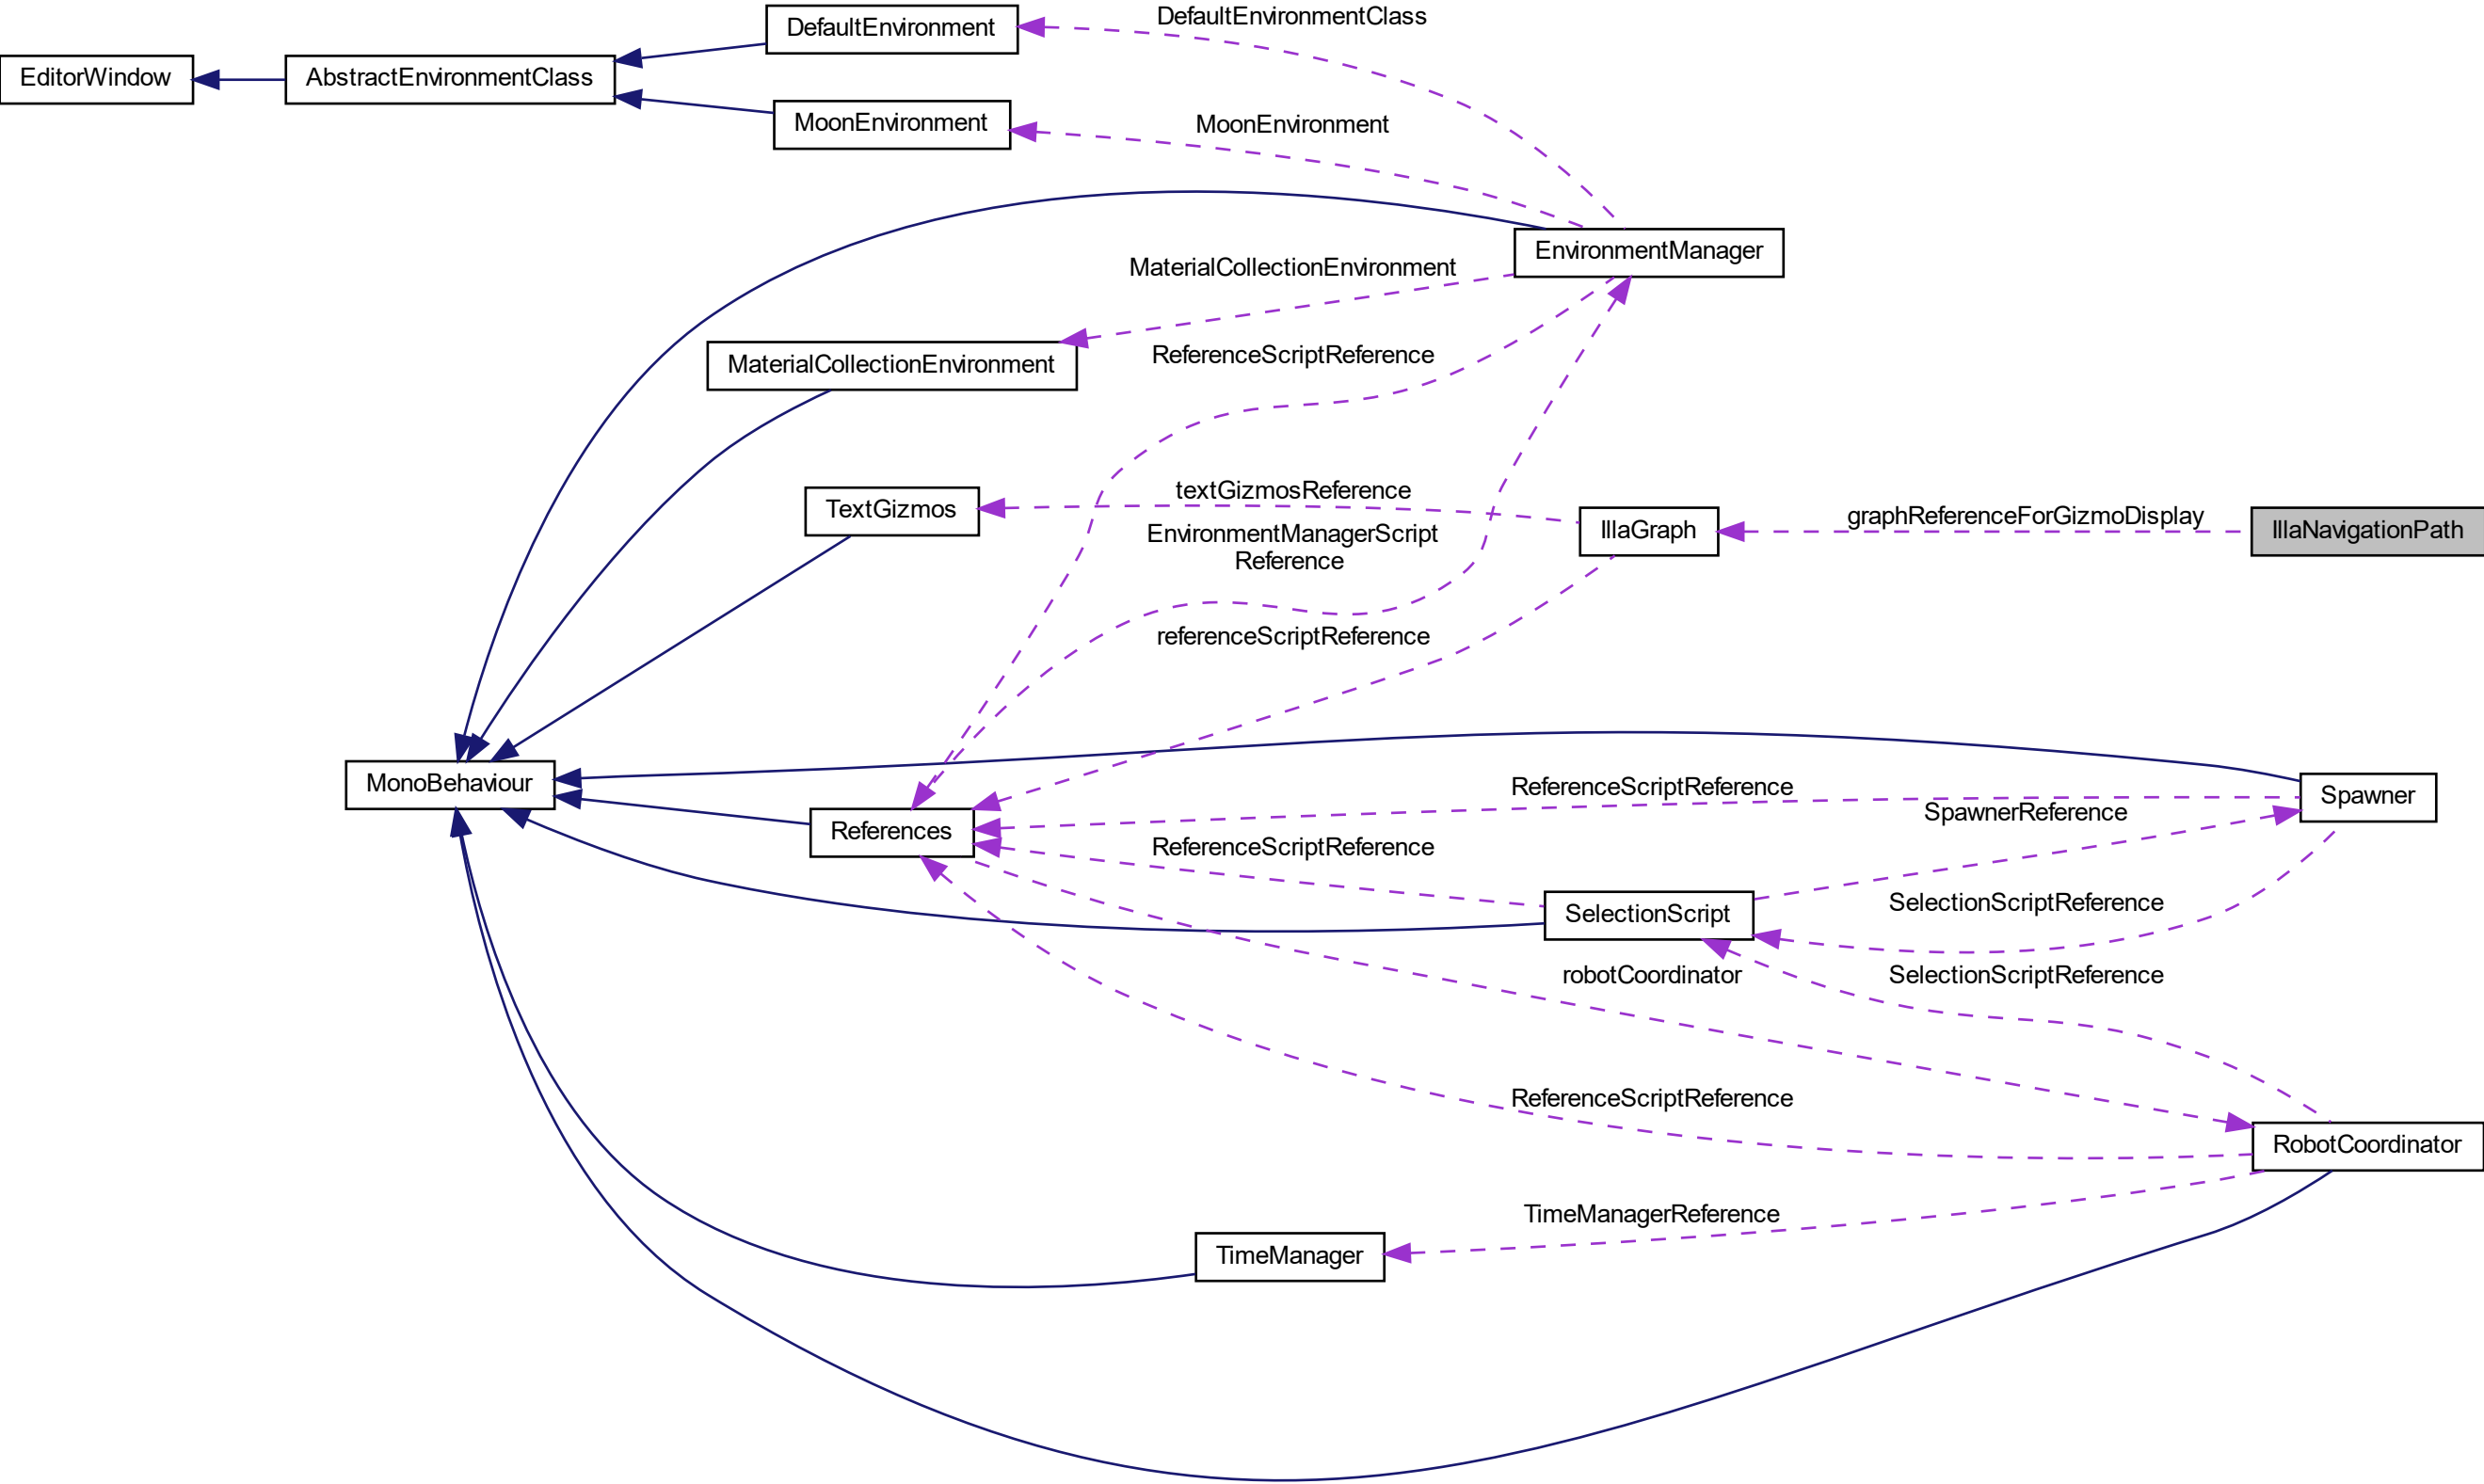 DefaultEnvironmentClass
DefaultEnvironment
EditorWindow
AbstractEnvironmentClass
MoonEnvironment
MoonEnvironment
EnvironmentManager
MaterialCollectionEnvironment
MaterialCollectionEnvironment
ReferenceScriptReference
TextGizmos
textGizmosReference
IllaGraph
graphReferenceForGizmoDisplay
IllaNavigationPath
EnvironmentManagerScript
Reference
referenceScriptReference
MonoBehaviour
ReferenceScriptReference
Spawner
SpawnerReference
References
ReferenceScriptReference
SelectionScript
SelectionScriptReference
robotCoordinator
SelectionScriptReference
ReferenceScriptReference
RobotCoordinator
TimeManagerReference
TimeManager